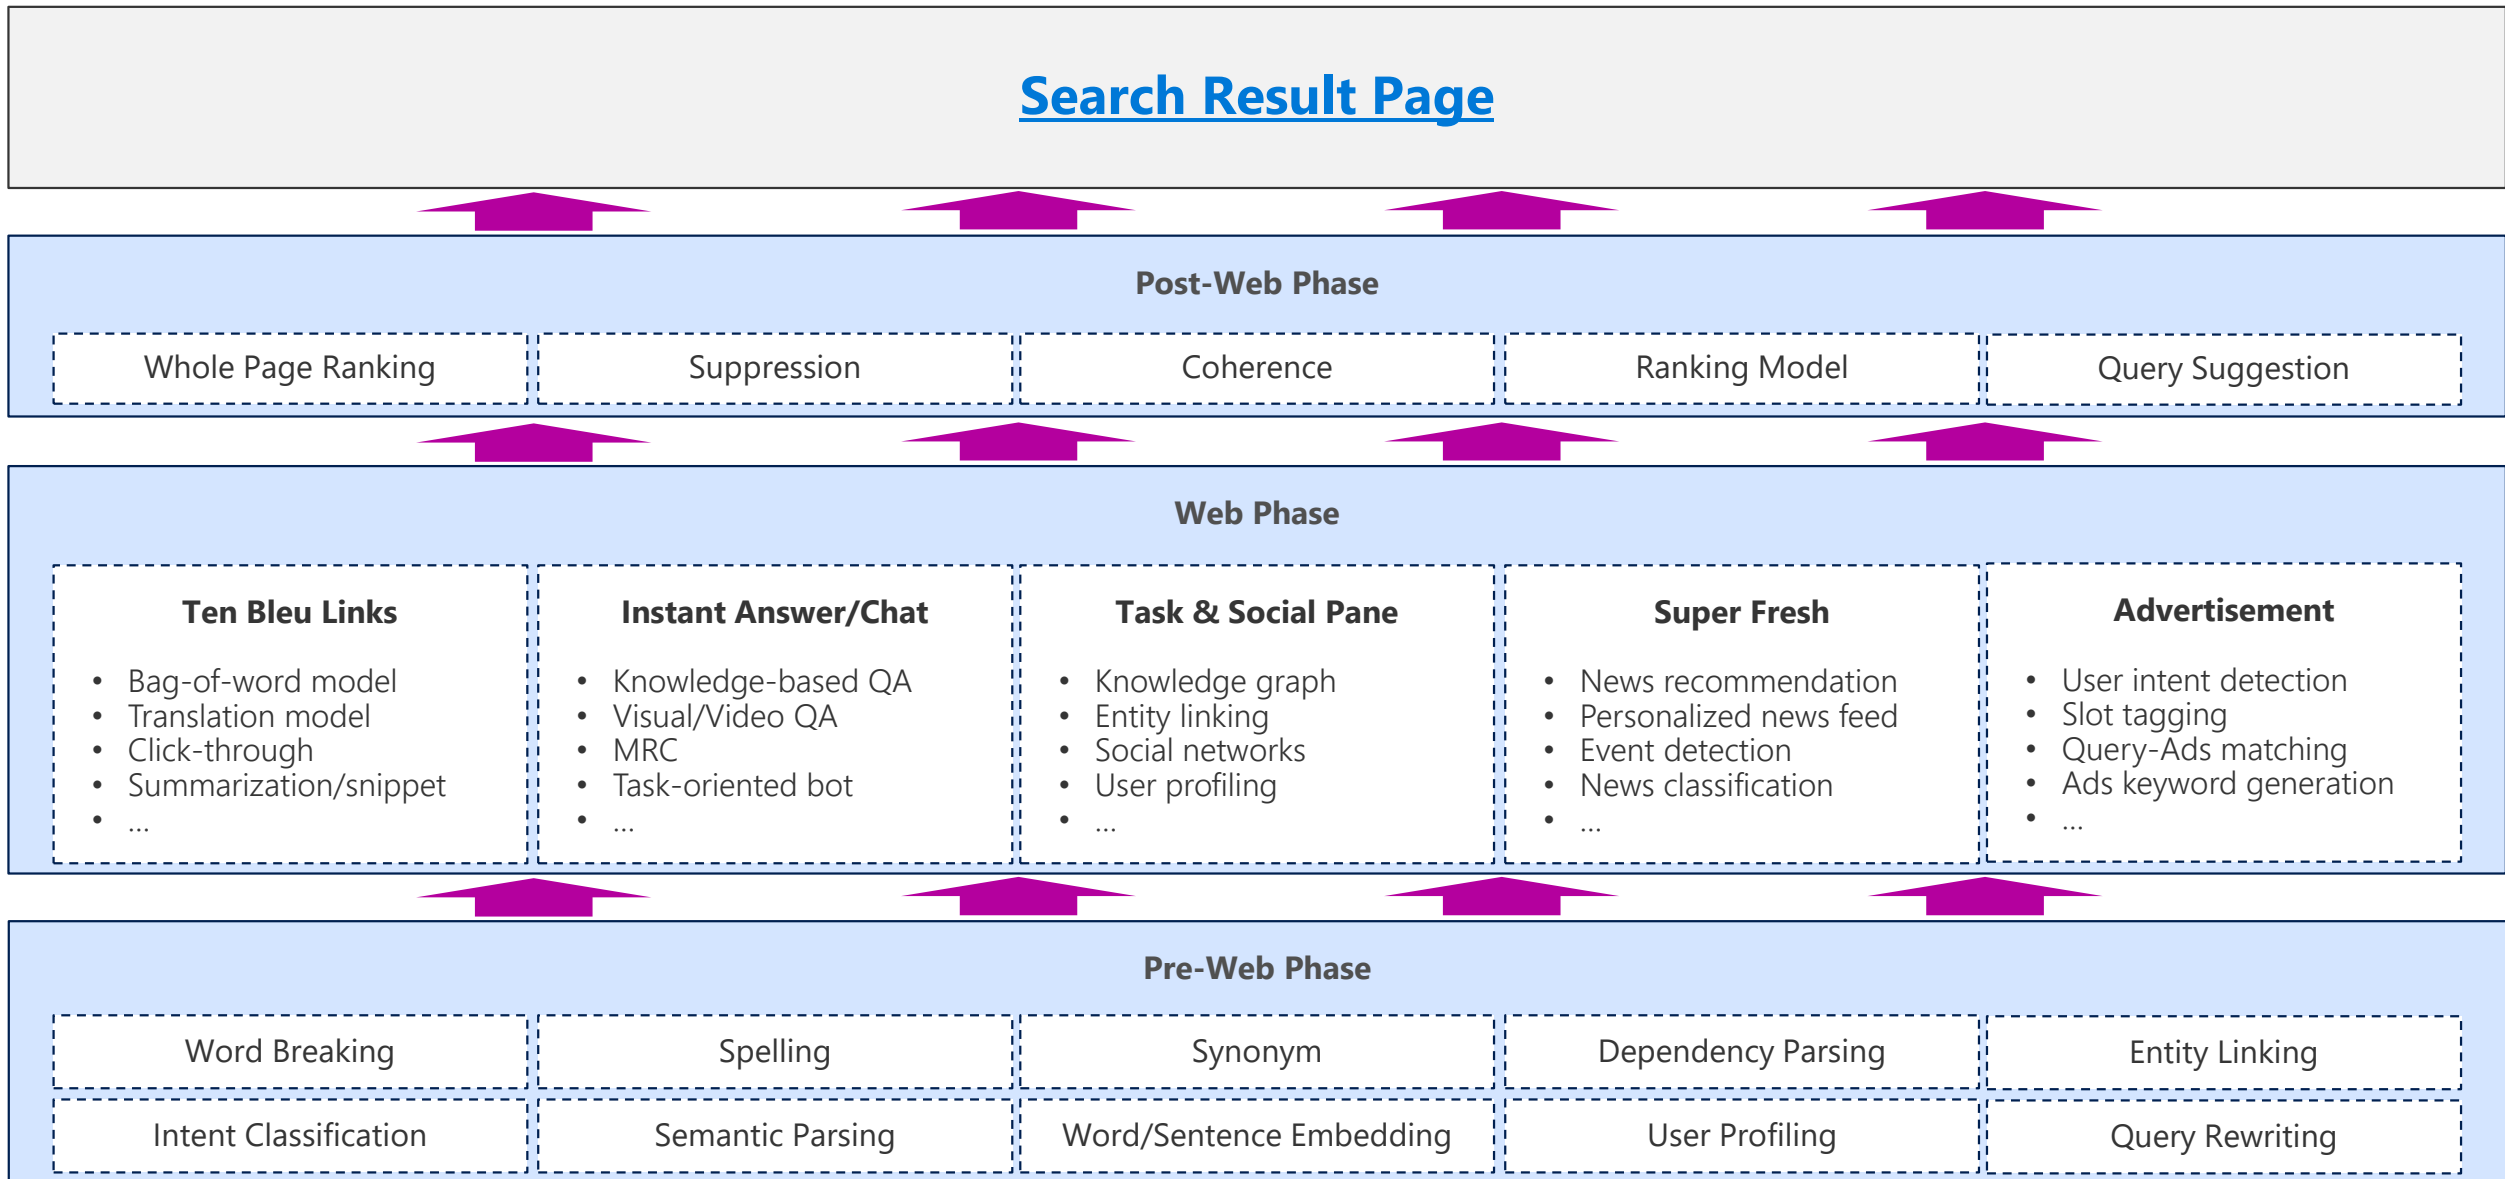 Search Result Page
Post-Web Phase
Whole Page Ranking
Suppression
Coherence
Ranking Model
Query Suggestion
Web Phase
Ten Bleu Links
• Bag-of-word model
• Translation model
• Click-through
• Summarization/snippet
• ...
Instant Answer/Chat
• Knowledge-based QA
• Visual/Video QA
• MRC
• Task-oriented bot
• ...
Task & Social Pane
• Knowledge graph
• Entity linking
• Social networks
• User profiling
• ...
Super Fresh
• News recommendation
• Personalized news feed
• Event detection
• News classification
• ...
Advertisement
• User intent detection
• Slot tagging
• Query-Ads matching
• Ads keyword generation
• ...
Pre-Web Phase
Word Breaking
Spelling
Synonym
Dependency Parsing
Entity Linking
Intent Classification
Semantic Parsing
Word/Sentence Embedding
User Profiling
Query Rewriting